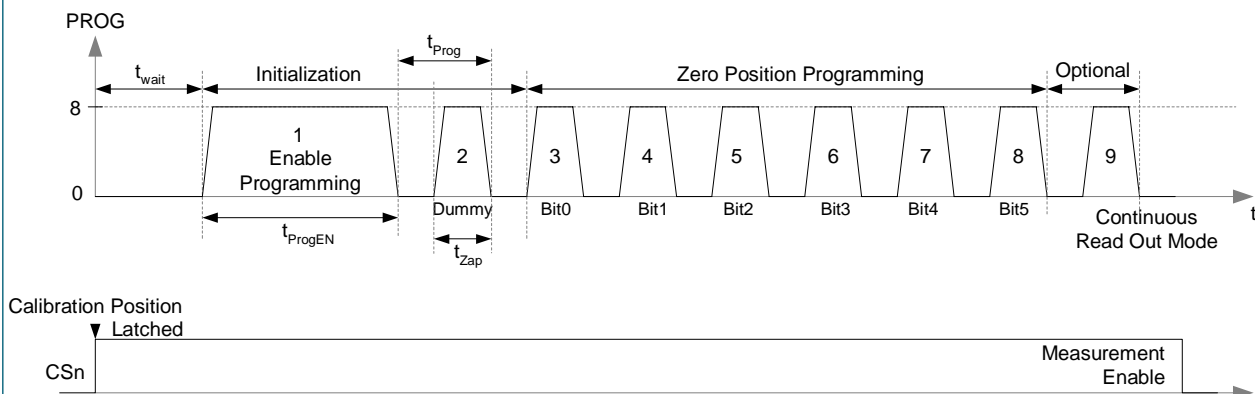 PROG
t_Prog
t_wait
Initialization
Zero Position Programming
Optional
8
1
Enable
Programming
2
3
4
5
6
7
8
9
0
Dummy
Bit0
Bit1
Bit2
Bit3
Bit4
Bit5
t
t_ProgEN
t_Zap
Continuous
Read Out Mode
Calibration Position
Latched
CSn
Measurement
Enable